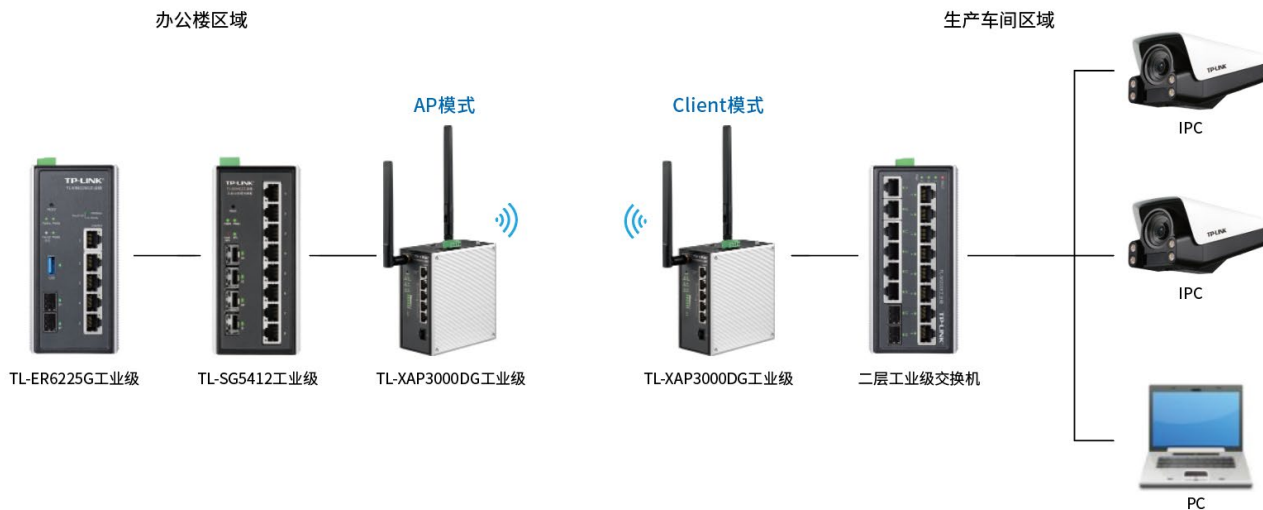 办公楼区域
生产车间区域
AP模式
Client模式
TP-LINK
IPC
TP-LINK
TP-LINK
TP-LINK
IPC
TL-ER6225G工业级
TL-SG5412工业级
TL-XAP3000DG工业级
TL-XAP3000DG工业级
二层工业级交换机
TP-LINK
PC